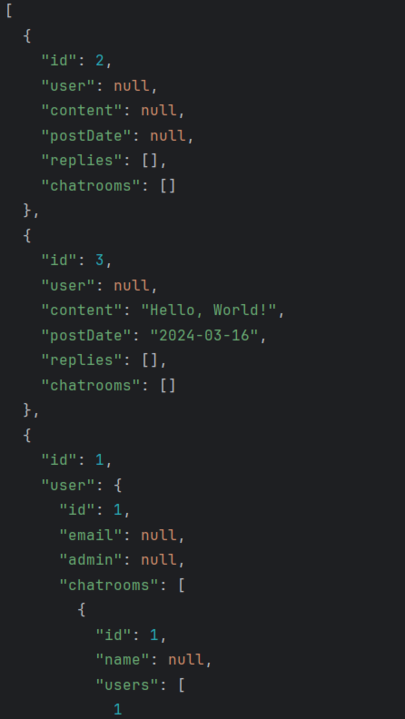 [
  {
    "id": 2,
    "user": null,
    "content": null,
    "postDate": null,
    "replies": [],
    "chatrooms": []
  },
  {
    "id": 3,
    "user": null,
    "content": "Hello, World!",
    "postDate": "2024-03-16",
    "replies": [],
    "chatrooms": []
  },
  {
    "id": 1,
    "user": {
      "id": 1,
      "email": null,
      "admin": null,
      "chatrooms": [
        {
          "id": 1,
          "name": null,
          "users": [
            1